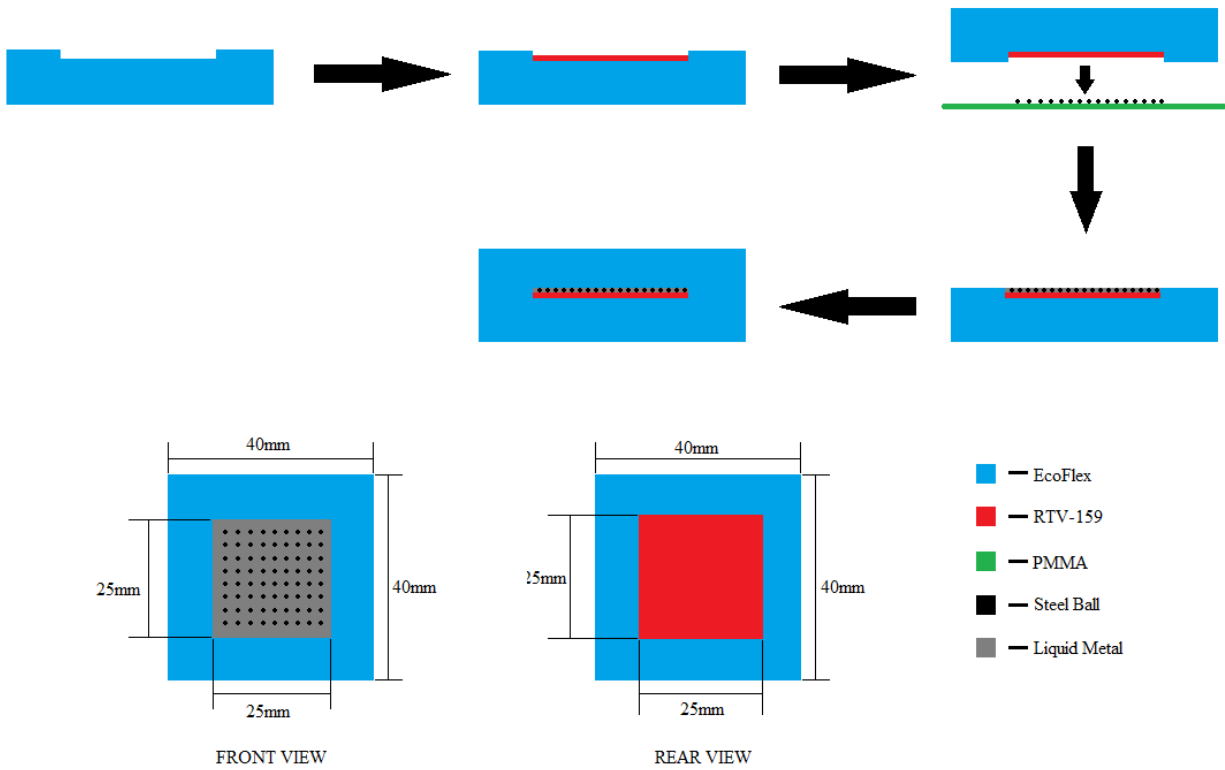 40mm
40mm
25mm
40mm
25mm
40mm
25mm
25mm
FRONT VIEW
REAR VIEW
EcoFlex
RTV-159
PMMA
Steel Ball
Liquid Metal